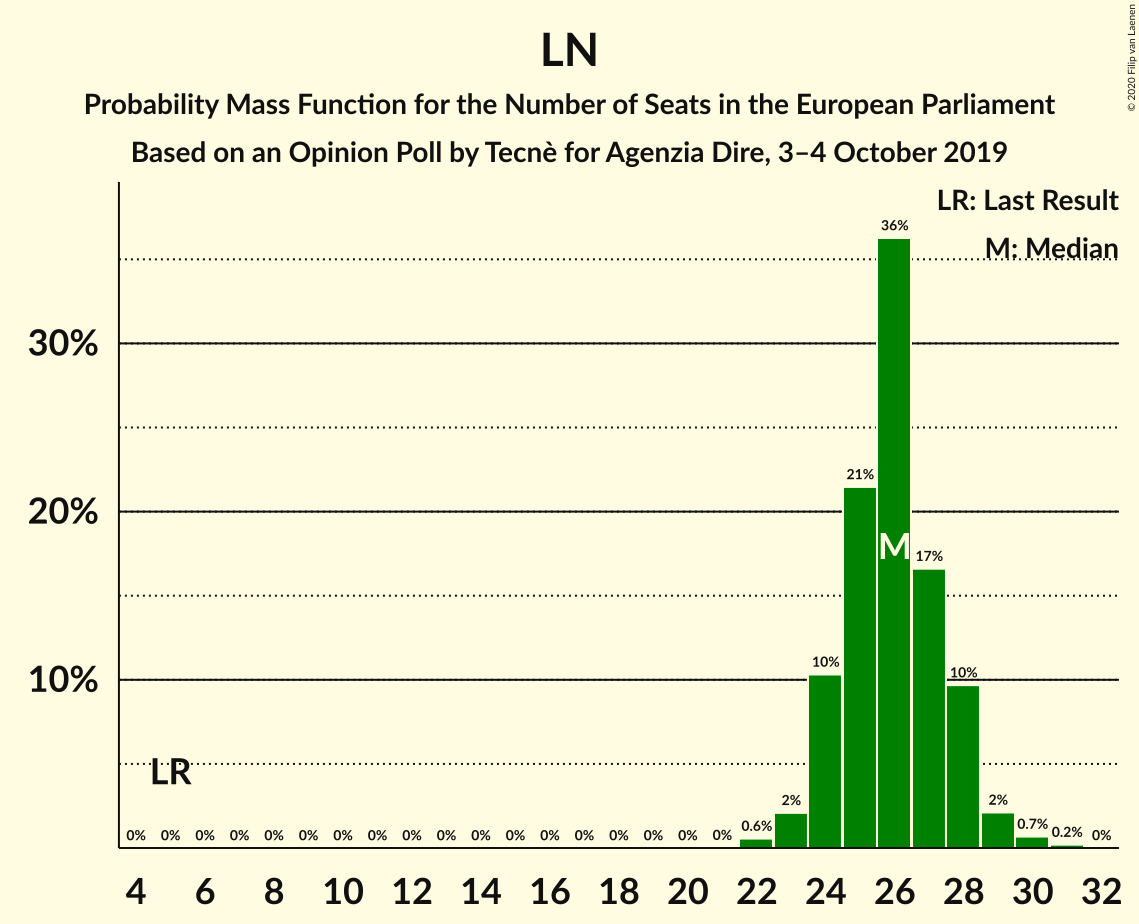 LN
Probability Mass Function for the Number of Seats in the European Parliament
Based on an Opinion Poll by Tecnè for Agenzia Dire, 3–4 October 2019
© 2020 Filip van Laenen
LR: Last Result
M: Median
30%
20%
10%
36%
21%
M
17%
10%
10%
LR
2%
2%
0% 0% 0% 0% 0% 0% 0% 0% 0% 0% 0% 0% 0% 0% 0% 0% 0% 0% 0.6% 0.7% 0.2% 0%
4 6 8 10 12 14 16 18 20 22 24 26 28 30 32